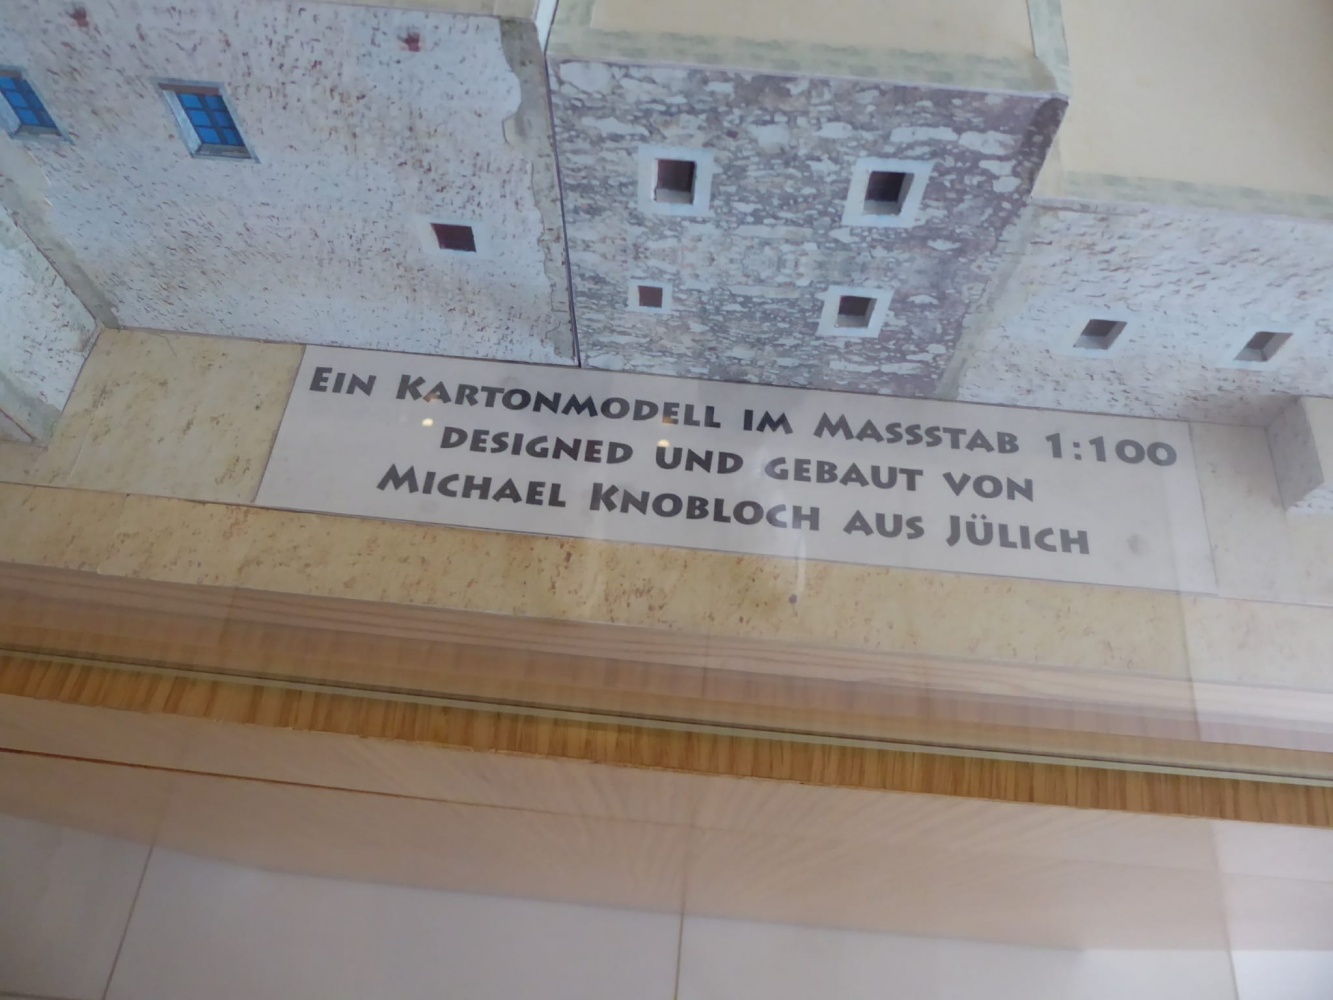 EIN KARTONMODELL IM MASSSTAB 1:100
DESIGNED UND GEBAUT VON
MICHAEL KNOBLOCH AUS JÜLICH